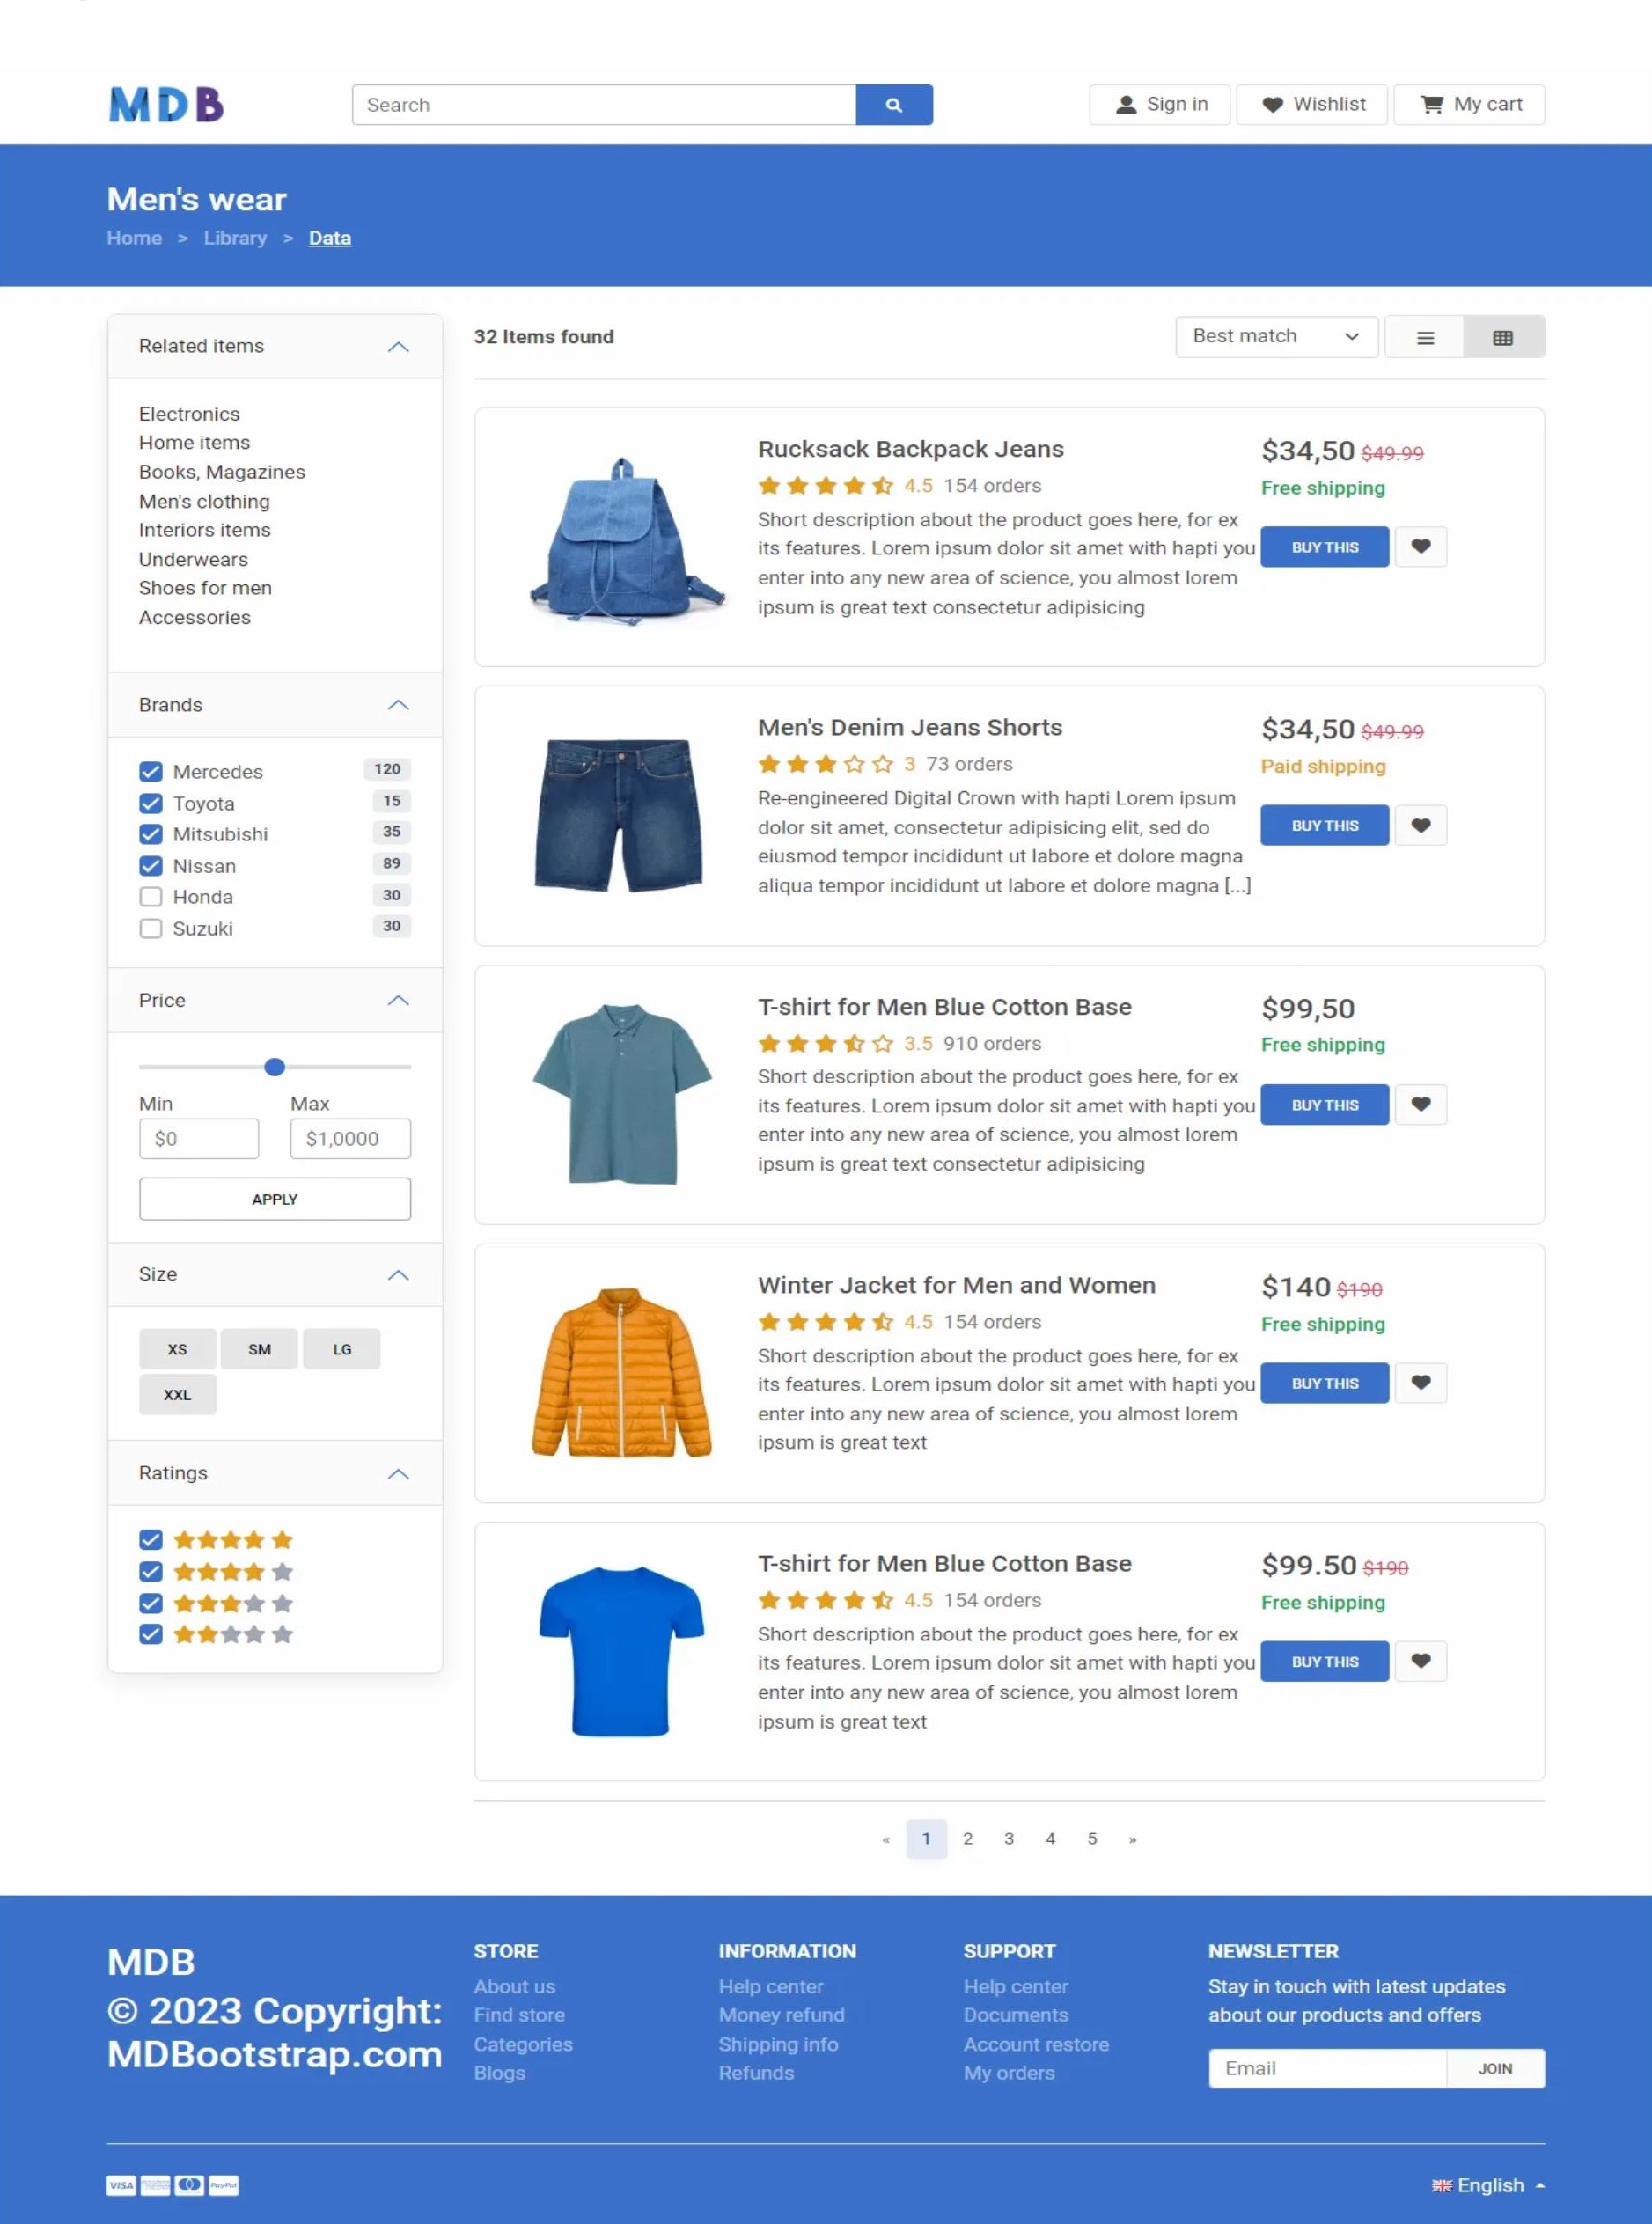 MDB
Search
Sign in
Wishlist
My cart
Men's wear
Home > Library > Data
Related items
Electronics
Home items
Books, Magazines
Men's clothing
Interiors items
Underwears
Shoes for men
Accessories
Brands
Mercedes 120
Toyota 15
Mitsubishi 35
Nissan 89
Honda 30
Suzuki 30
Price
Min Max
$0 $1,0000
APPLY
Size
XS SM LG
XXL
Ratings
32 Items found
Best match
Rucksack Backpack Jeans
4.5 154 orders
Short description about the product goes here, for ex
its features. Lorem ipsum dolor sit amet with hapti you
enter into any new area of science, you almost lorem
ipsum is great text consectetur adipisicing
$34,50 $49.99
Free shipping
BUY THIS
Men's Denim Jeans Shorts
3 73 orders
Re-engineered Digital Crown with hapti Lorem ipsum
dolor sit amet, consectetur adipisicing elit, sed do
eiusmod tempor incididunt ut labore et dolore magna
aliqua tempor incididunt ut labore et dolore magna [...]
$34,50 $49.99
Paid shipping
BUY THIS
T-shirt for Men Blue Cotton Base
3.5 910 orders
Short description about the product goes here, for ex
its features. Lorem ipsum dolor sit amet with hapti you
enter into any new area of science, you almost lorem
ipsum is great text consectetur adipisicing
$99,50
Free shipping
BUY THIS
Winter Jacket for Men and Women
4.5 154 orders
Short description about the product goes here, for ex
its features. Lorem ipsum dolor sit amet with hapti you
enter into any new area of science, you almost lorem
ipsum is great text
$140 $190
Free shipping
BUY THIS
T-shirt for Men Blue Cotton Base
4.5 154 orders
Short description about the product goes here, for ex
its features. Lorem ipsum dolor sit amet with hapti you
enter into any new area of science, you almost lorem
ipsum is great text
$99.50 $190
Free shipping
BUY THIS
« 1 2 3 4 5 »
MDB
© 2023 Copyright:
MDBootstrap.com
STORE
About us
Find store
Categories
Blogs
INFORMATION
Help center
Money refund
Shipping info
Refunds
SUPPORT
Help center
Documents
Account restore
My orders
NEWSLETTER
Stay in touch with latest updates
about our products and offers
Email JOIN
VISA PayPal
English